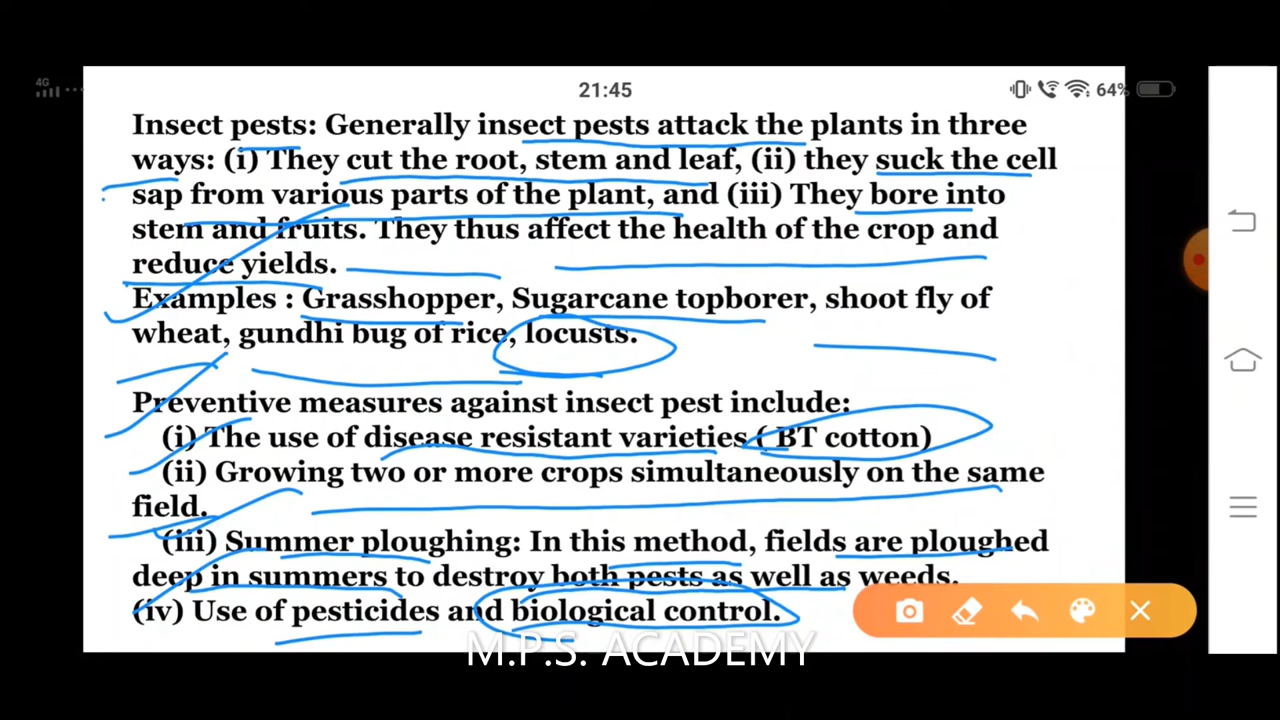 4G 21:45 64%
Insect pests: Generally insect pests attack the plants in three
ways: (i) They cut the root, stem and leaf, (ii) they suck the cell
sap from various parts of the plant, and (iii) They bore into
stem and fruits. They thus affect the health of the crop and
reduce yields.
Examples : Grasshopper, Sugarcane topborer, shoot fly of
wheat, gundhi bug of rice, locusts.
Preventive measures against insect pest include:
(i) The use of disease resistant varieties ( BT cotton)
(ii) Growing two or more crops simultaneously on the same
field.
(iii) Summer ploughing: In this method, fields are ploughed
deep in summers to destroy both pests as well as weeds.
(iv) Use of pesticides and biological control.
M.P.S. ACADEMY